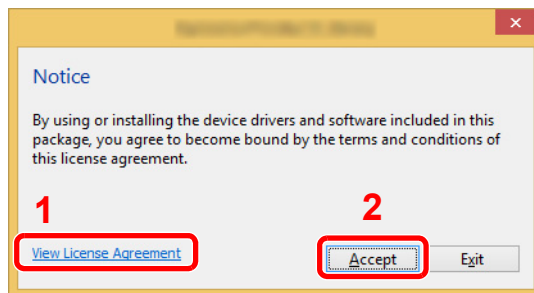 Notice
By using or installing the device drivers and software included in this
package, you agree to become bound by the terms and conditions of
this license agreement.
1
2
View License Agreement
Accept
Exit